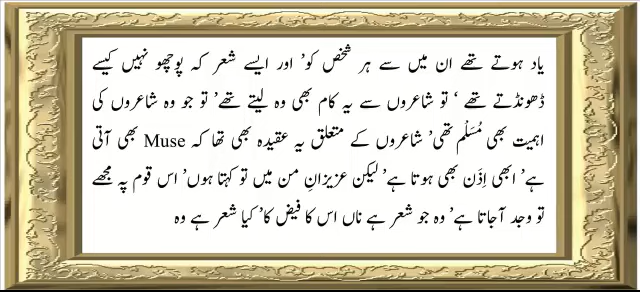 یاد ہوتے تھے ان میں سے ہر شخص کو’ اور ایسے شعر کہ پوچھو نہیں کیسے
ڈھونڈتے تھے ‘ تو شاعروں سے یہ کام بھی وہ لیتے تھے’ تو جو وہ شاعروں کی
اہمیت بھی مُسَلّم تھی’ شاعروں کے متعلق یہ عقیدہ بھی تھا کہ Muse بھی آتی
ہے’ ابھی اِذَن بھی ہوتا ہے’ لیکن عزیزانِ من میں تو کہتا ہوں’ اس قوم پہ مجھے
تو وجد آجاتا ہے’ وہ جو شعر ہے ناں اس کا فیض کا’ کیا شعر ہے وہ